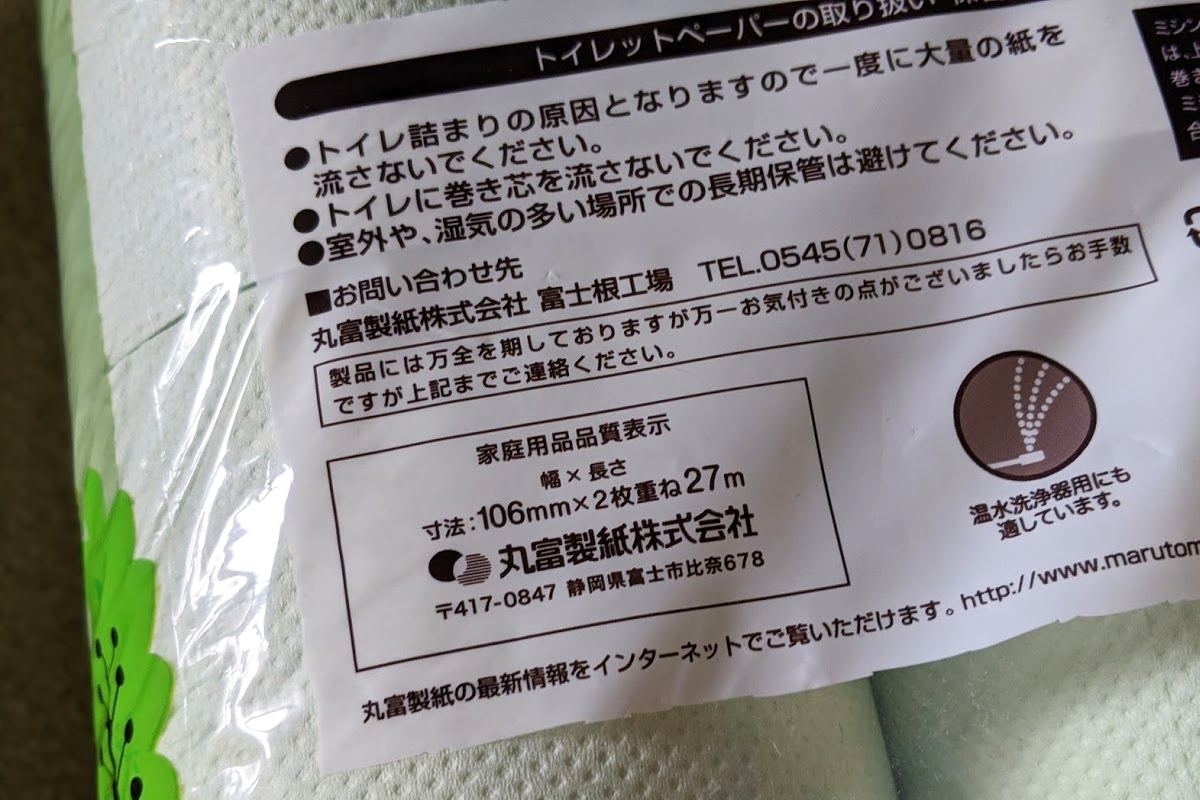 トイレットペーパーの取り扱い
●トイレ詰まりの原因となりますので一度に大量の紙を
流さないでください。
●トイレに巻き芯を流さないでください。
●室外や、湿気の多い場所での長期保管は避けてください。
■お問い合わせ先
丸富製紙株式会社 富士根工場 TEL.0545(71)0816
製品には万全を期しておりますが万一お気付きの点がございましたらお手数
ですが上記までご連絡ください。
家庭用品品質表示
幅×長さ
寸法:106mm×2枚重ね27m
丸富製紙株式会社
〒417-0847 静岡県富士市比奈678
温水洗浄器用にも
適しています。
丸富製紙の最新情報をインターネットでご覧いただけます。http://www.marutom
ミシン
は、
巻き
ミ